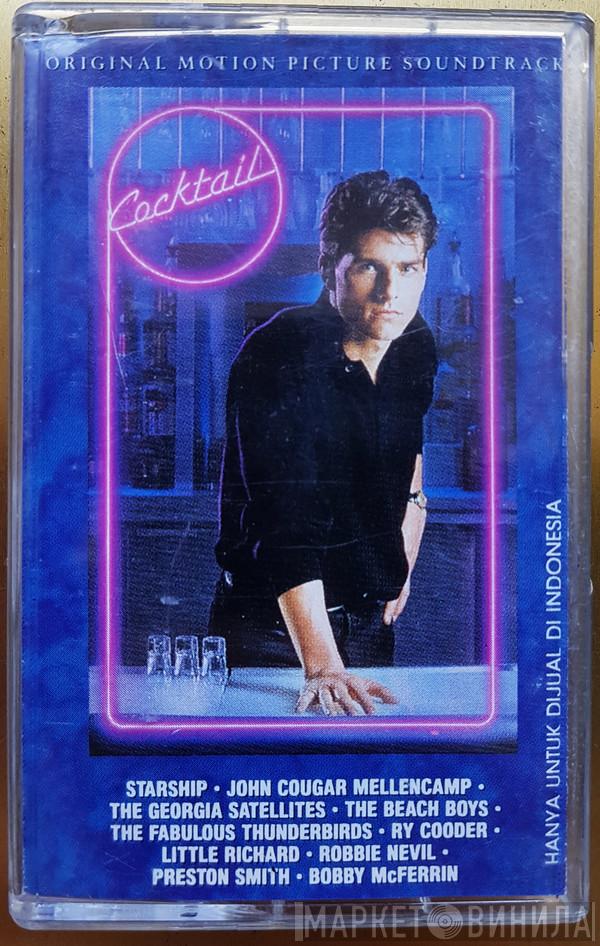 ORIGINAL MOTION PICTURE SOUNDTRACK
Cocktail
HANYA UNTUK DIJUAL DI INDONESIA
STARSHIP · JOHN COUGAR MELLENCAMP ·
THE GEORGIA SATELLITES · THE BEACH BOYS ·
THE FABULOUS THUNDERBIRDS · RY COODER ·
LITTLE RICHARD · ROBBIE NEVIL ·
PRESTON SMITH · BOBBY McFERRIN
МАРКЕТ ВИНИЛА